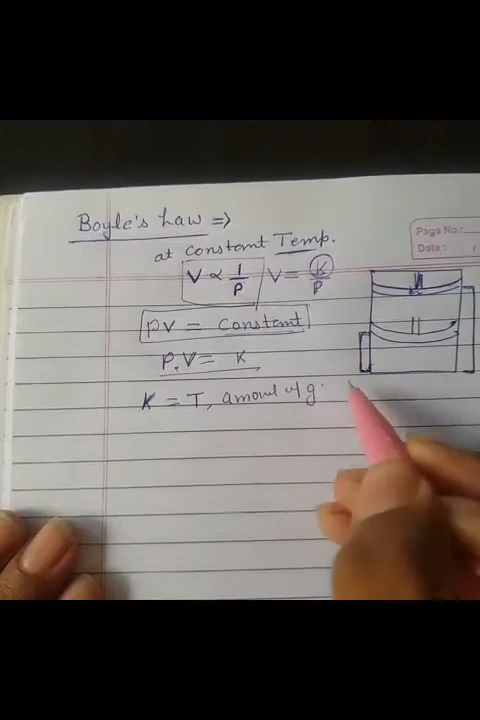 Boyle's Law ⇒
Page No.:
Date:
at constant Temp.
V ∝ 1/P V = K/P
PV = Constant
P.V = K
K = T, amount of g.